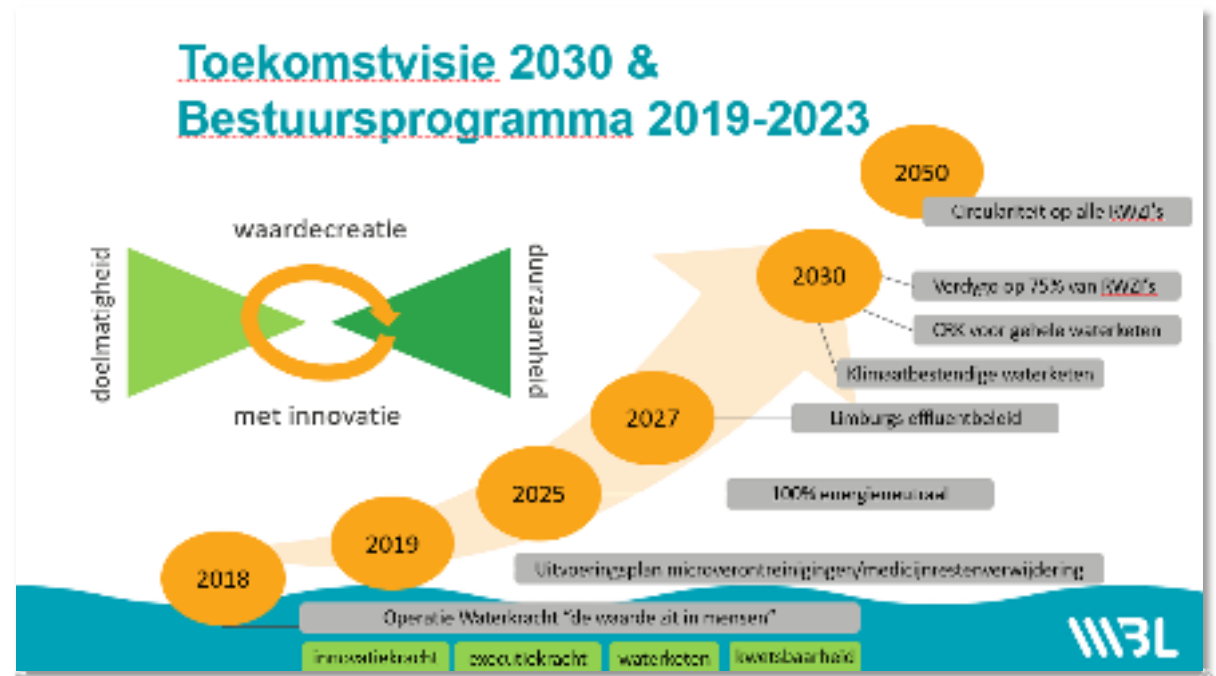 Toekomstvisie 2030 &
Bestuursprogramma 2019-2023
2050
Circulariteit op alle RWZI's
waardecreatie
doelmatigheid
duurzaamheid
met innovatie
2030
Verdygo op 75% van RWZI's
CRK voor gehele waterketen
Klimaatbestendige waterketen
2027
Limburgs effluentbeleid
2025
100% energieneutraal
2019
Uitvoeringsplan microverontreinigingen/medicijnrestenverwijdering
2018
Operatie Waterkracht "de waarde zit in mensen"
innovatiekracht
executiekracht
waterketen
kwetsbaarheid
WBL